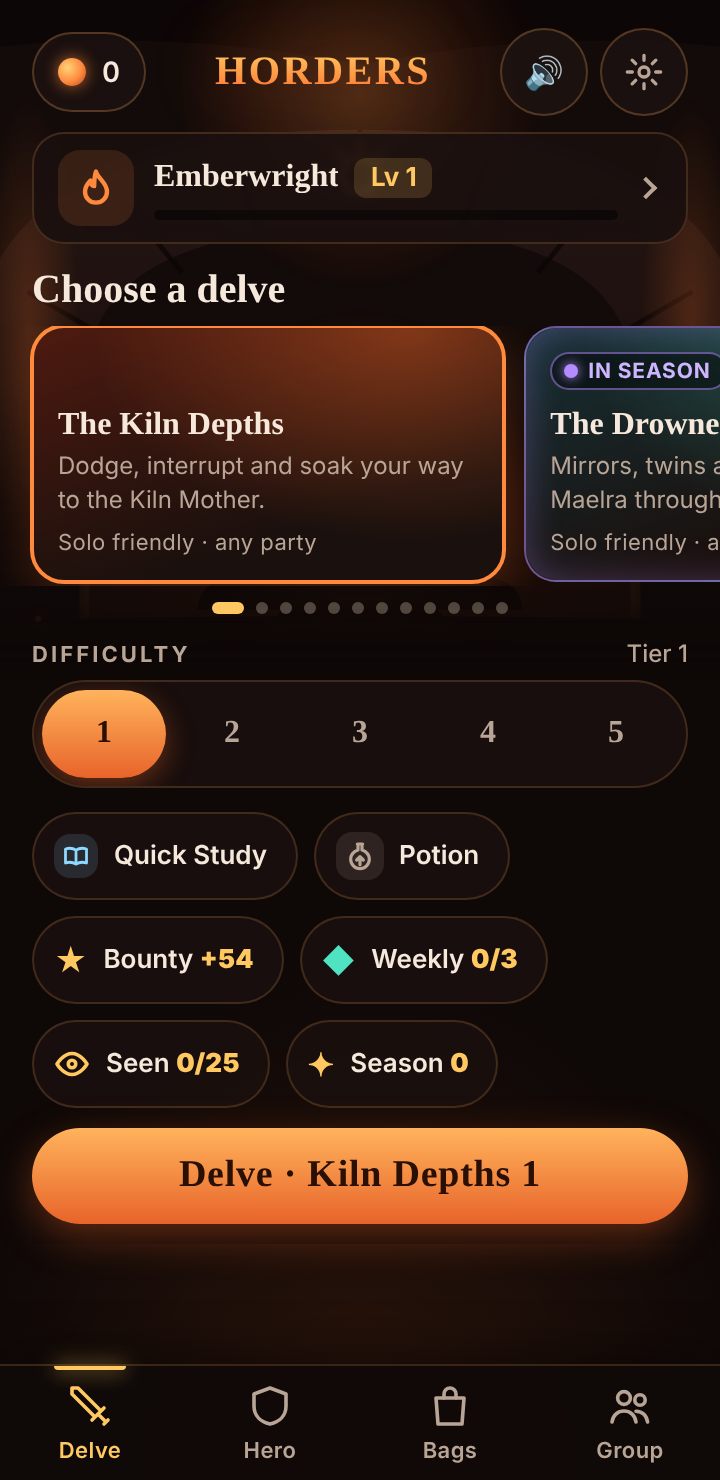 0
HORDERS
Emberwright Lv 1
Choose a delve
The Kiln Depths
Dodge, interrupt and soak your way
to the Kiln Mother.
Solo friendly · any party
IN SEASON
The Drowne
Mirrors, twins a
Maelra through
Solo friendly · a
DIFFICULTY
Tier 1
1 2 3 4 5
Quick Study
Potion
Bounty +54
Weekly 0/3
Seen 0/25
Season 0
Delve · Kiln Depths 1
Delve
Hero
Bags
Group